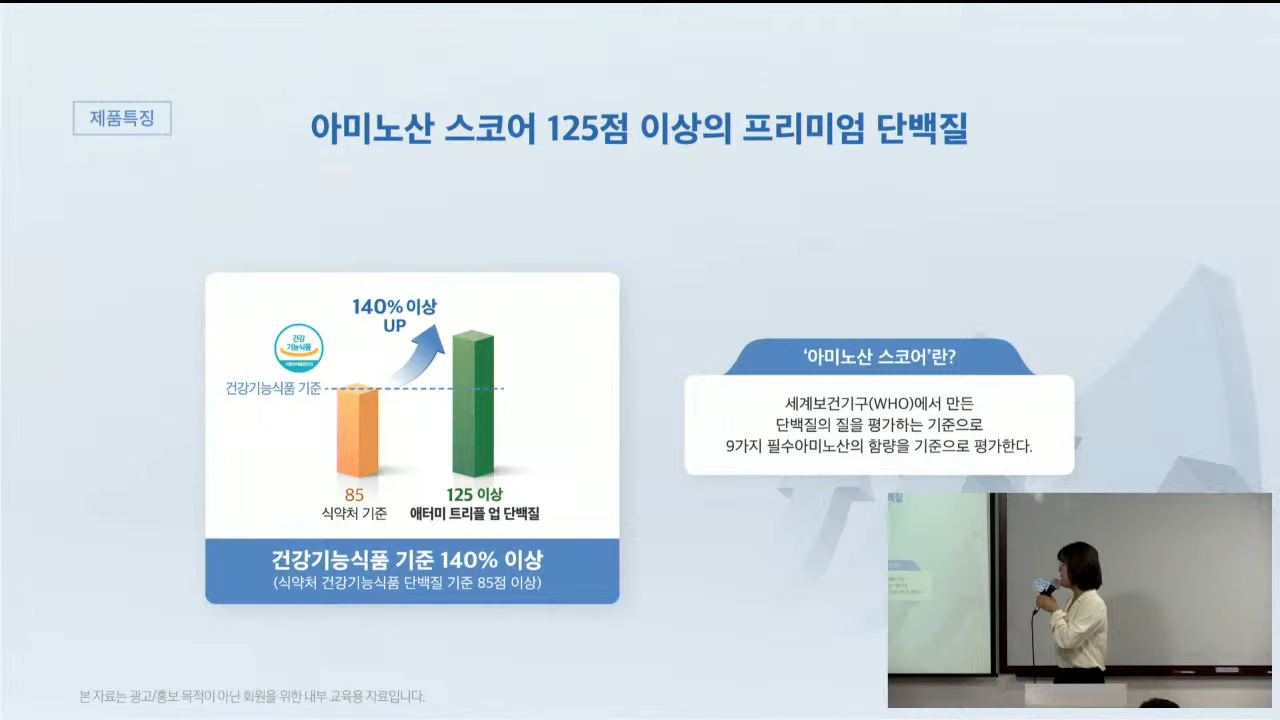 제품특징
아미노산 스코어 125점 이상의 프리미엄 단백질
140% 이상
UP
건강
기능식품
건강기능식품 기준
85
식약처 기준
125 이상
애터미 트리플 업 단백질
건강기능식품 기준 140% 이상
(식약처 건강기능식품 단백질 기준 85점 이상)
‘아미노산 스코어’란?
세계보건기구(WHO)에서 만든
단백질의 질을 평가하는 기준으로
9가지 필수아미노산의 함량을 기준으로 평가한다.
본 자료는 광고/홍보 목적이 아닌 회원을 위한 내부 교육용 자료입니다.